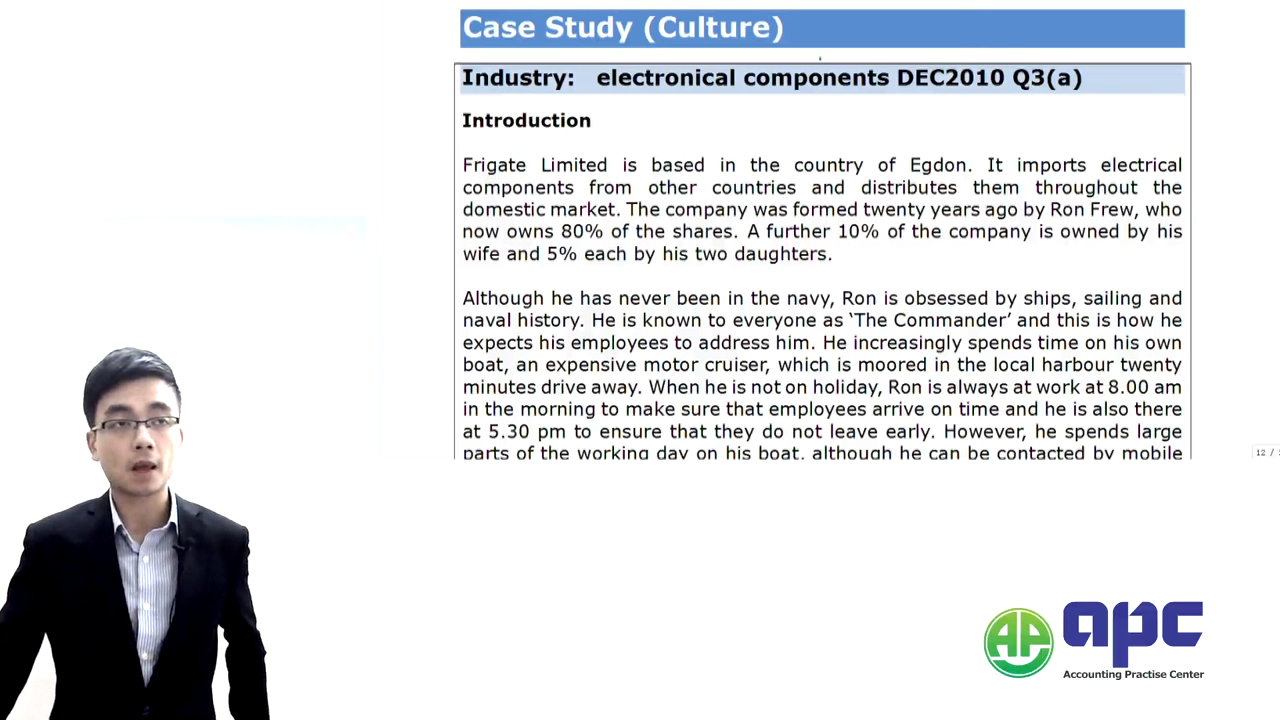 Case Study (Culture)
Industry: electronical components DEC2010 Q3(a)
Introduction
Frigate Limited is based in the country of Egdon. It imports electrical
components from other countries and distributes them throughout the
domestic market. The company was formed twenty years ago by Ron Frew, who
now owns 80% of the shares. A further 10% of the company is owned by his
wife and 5% each by his two daughters.
Although he has never been in the navy, Ron is obsessed by ships, sailing and
naval history. He is known to everyone as ‘The Commander’ and this is how he
expects his employees to address him. He increasingly spends time on his own
boat, an expensive motor cruiser, which is moored in the local harbour twenty
minutes drive away. When he is not on holiday, Ron is always at work at 8.00 am
in the morning to make sure that employees arrive on time and he is also there
at 5.30 pm to ensure that they do not leave early. However, he spends large
parts of the working day on his boat, although he can be contacted by mobile
12 /
AP
apc
Accounting Practise Center